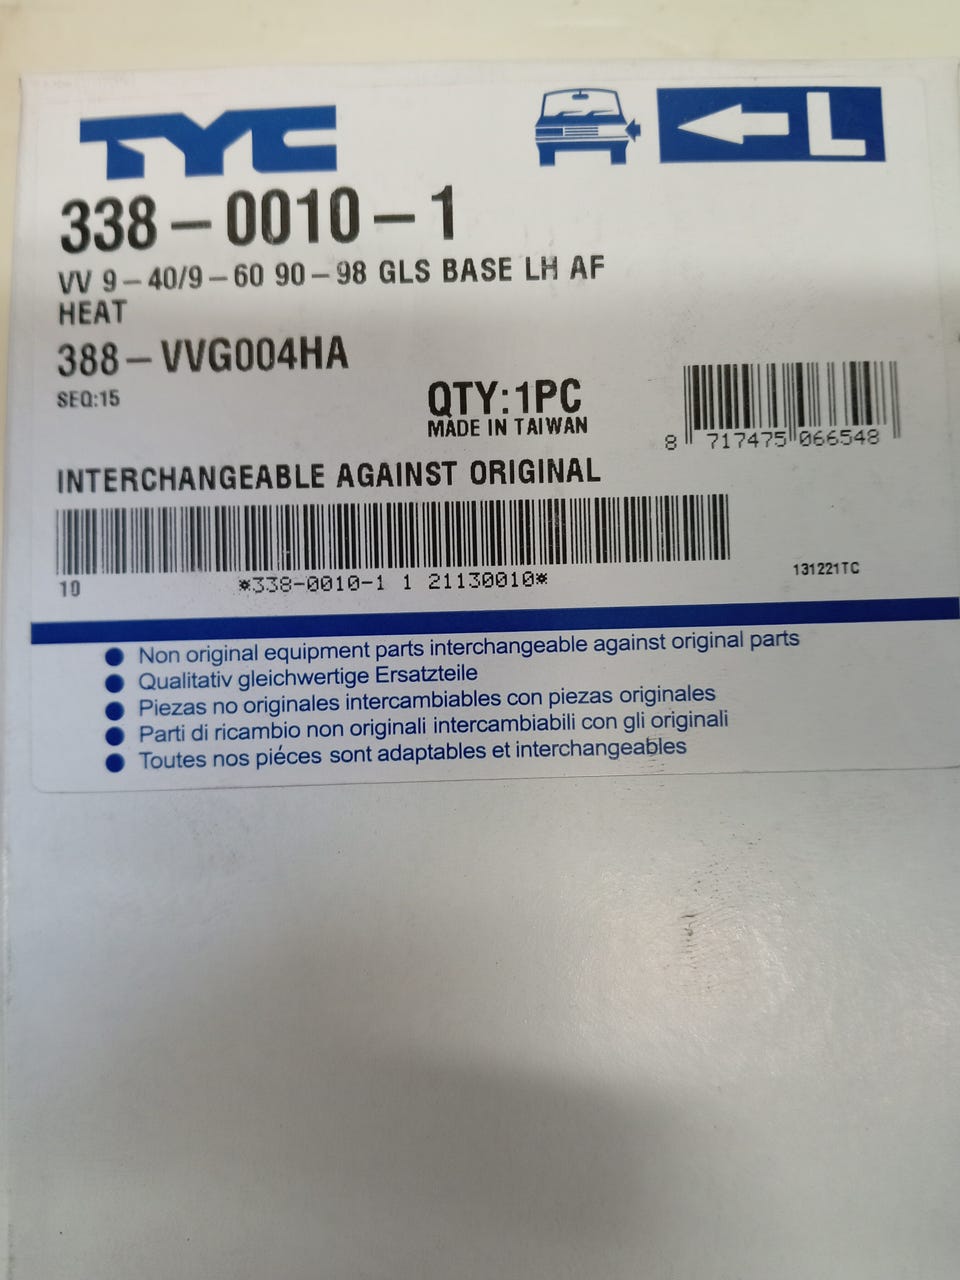 TYC
L
338-0010-1
VV 9-40/9-60 90-98 GLS BASE LH AF
HEAT
388-VVG004HA
SEQ:15
QTY:1PC
MADE IN TAIWAN
8 717475 066548
INTERCHANGEABLE AGAINST ORIGINAL
10
*338-0010-1 1 21130010*
131221TC
● Non original equipment parts interchangeable against original parts
● Qualitativ gleichwertige Ersatzteile
● Piezas no originales intercambiables con piezas originales
● Parti di ricambio non originali intercambiabili con gli originali
● Toutes nos piéces sont adaptables et interchangeables